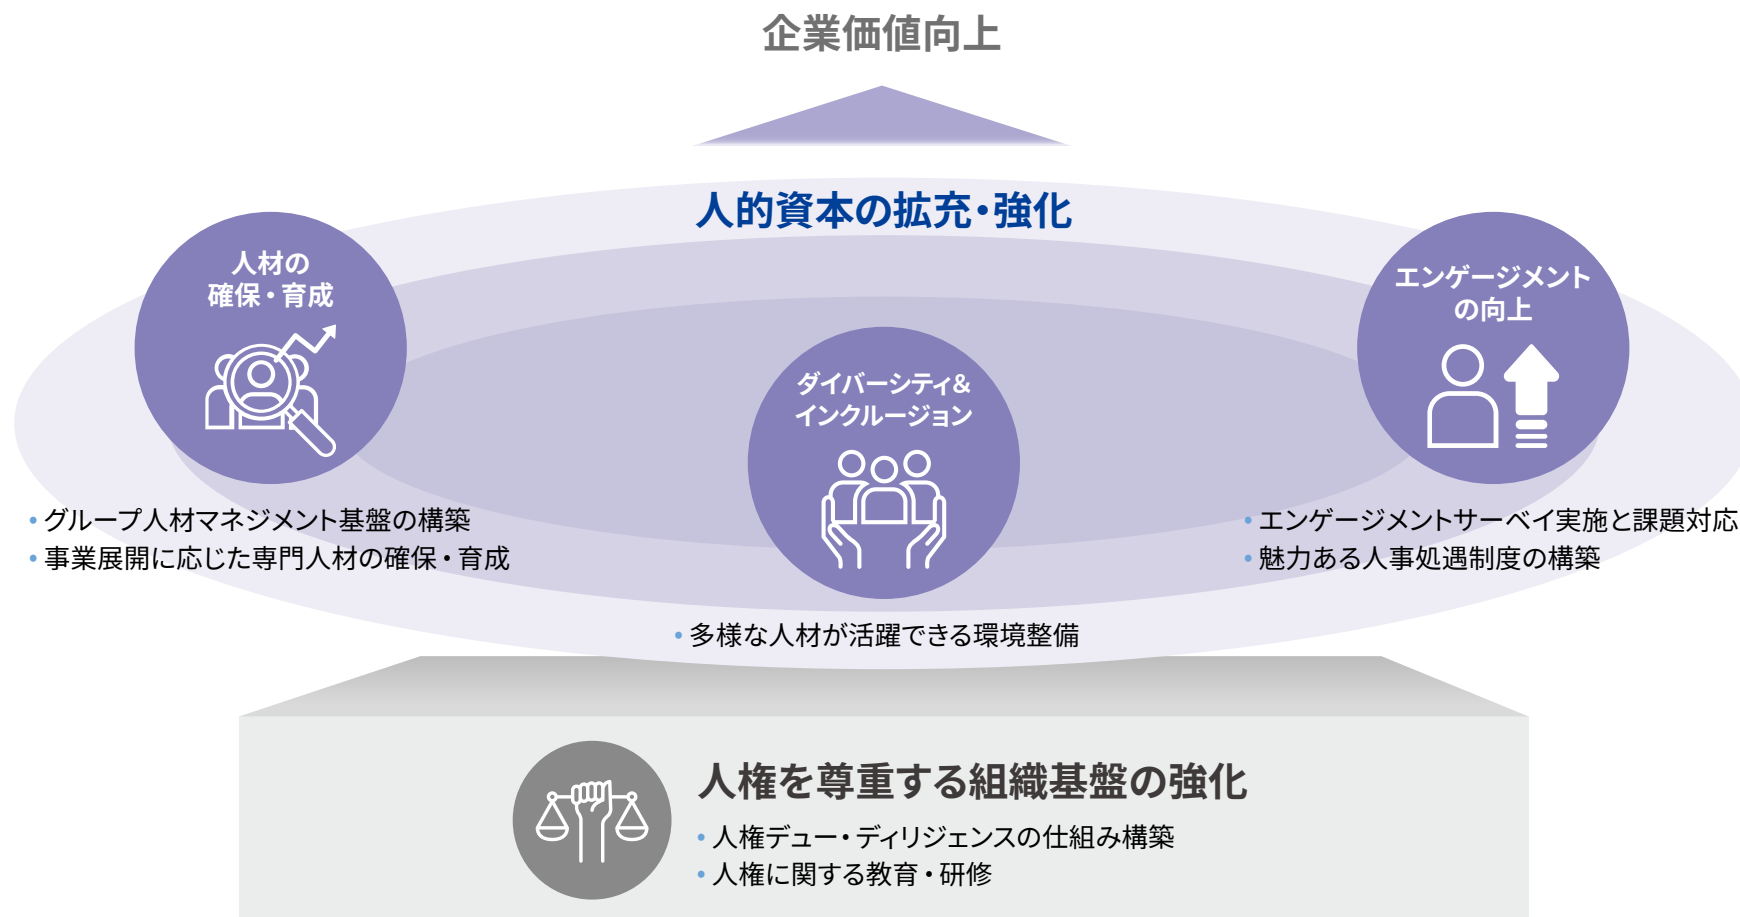 企業価値向上
人的資本の拡充・強化
人材の
確保・育成
• グループ人材マネジメント基盤の構築
• 事業展開に応じた専門人材の確保・育成
ダイバーシティ&
インクルージョン
• 多様な人材が活躍できる環境整備
エンゲージメント
の向上
• エンゲージメントサーベイ実施と課題対応
• 魅力ある人事処遇制度の構築
人権を尊重する組織基盤の強化
• 人権デュー・ディリジェンスの仕組み構築
• 人権に関する教育・研修